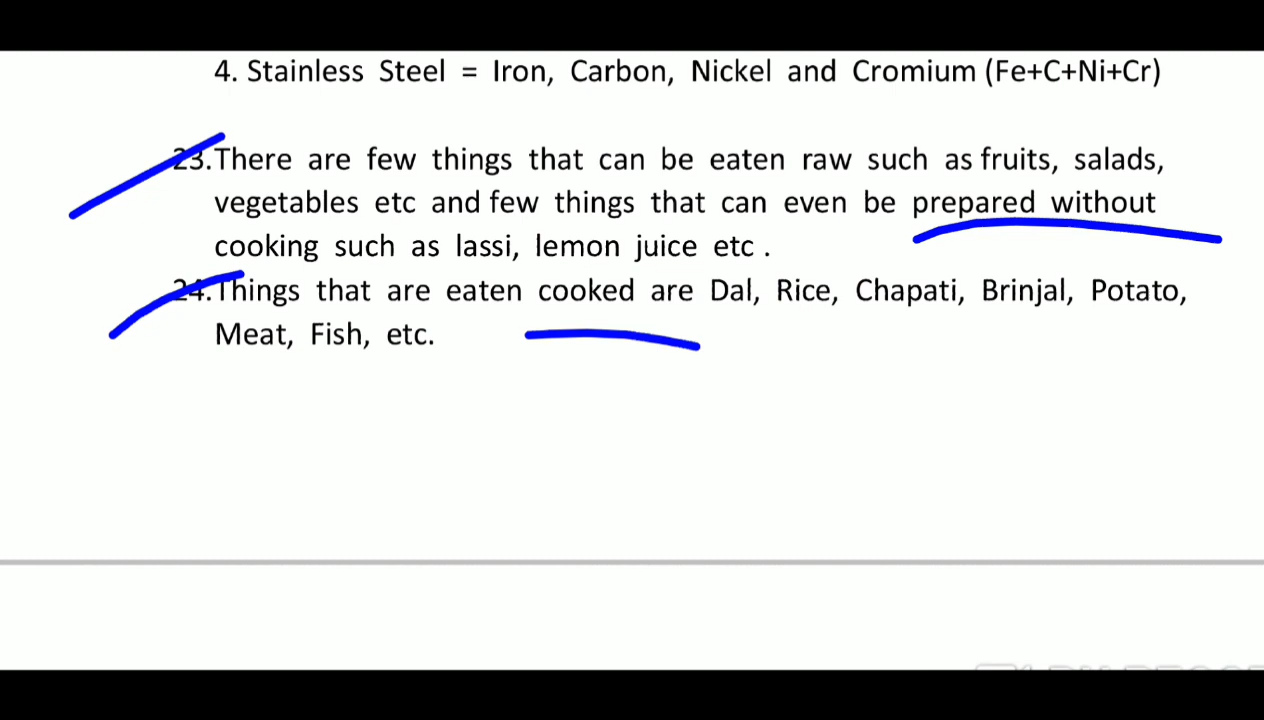 4. Stainless Steel = Iron, Carbon, Nickel and Cromium (Fe+C+Ni+Cr)
23.There are few things that can be eaten raw such as fruits, salads,
vegetables etc and few things that can even be prepared without
cooking such as lassi, lemon juice etc .
24.Things that are eaten cooked are Dal, Rice, Chapati, Brinjal, Potato,
Meat, Fish, etc.